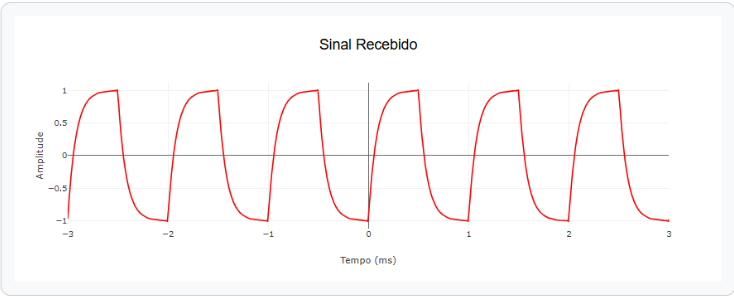 Sinal Recebido
1
0.5
0
−0.5
−1
Amplitude
−3 −2 −1 0 1 2 3
Tempo (ms)